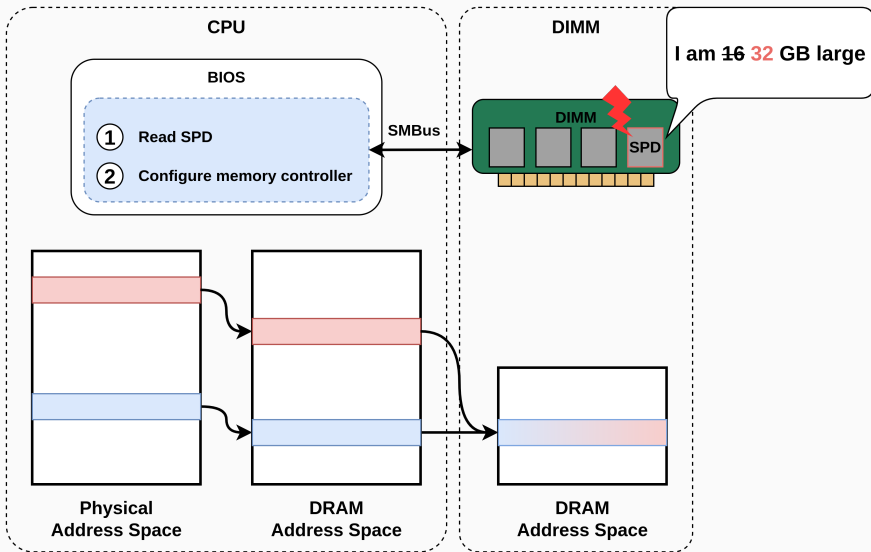 CPU
DIMM
I am 16 32 GB large
BIOS
1 Read SPD
2 Configure memory controller
SMBus
DIMM
SPD
Physical
Address Space
DRAM
Address Space
DRAM
Address Space